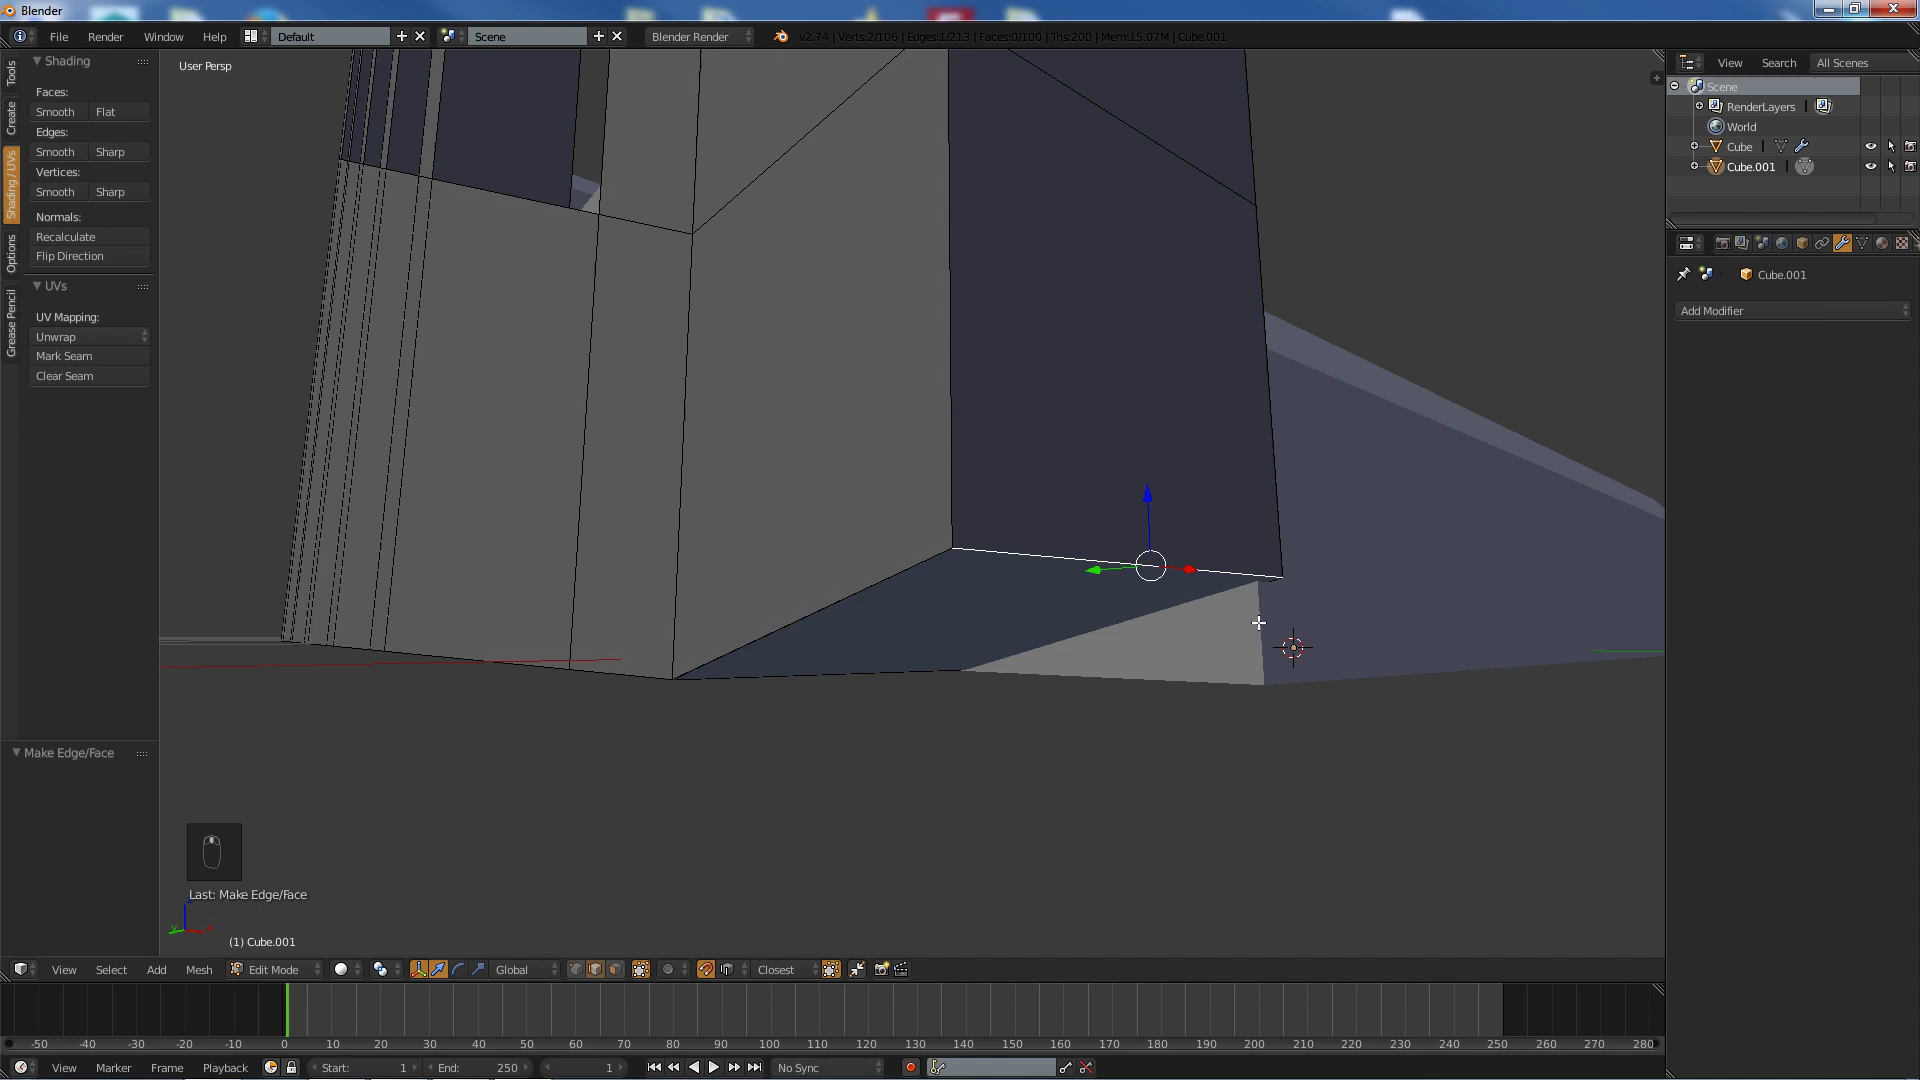 Blender
File Render Window Help Default Scene Blender Render v2.74 | Verts:2/106 | Edges:1/213 | Faces:0/100 | Tris:200 | Mem:15.07M | Cube.001
Shading
Faces:
Smooth Flat
Edges:
Smooth Sharp
Vertices:
Smooth Sharp
Normals:
Recalculate
Flip Direction
UVs
UV Mapping:
Unwrap
Mark Seam
Clear Seam
Make Edge/Face
Tools
Create
Shading / UVs
Options
Grease Pencil
User Persp
Last: Make Edge/Face
(1) Cube.001
View Search All Scenes
Scene
RenderLayers
World
Cube
Cube.001
Cube.001
Add Modifier
View Select Add Mesh Edit Mode Global Closest
-50 -40 -30 -20 -10 0 10 20 30 40 50 60 70 80 90 100 110 120 130 140 150 160 170 180 190 200 210 220 230 240 250 260 270 280
View Marker Frame Playback Start: 1 End: 250 1 No Sync